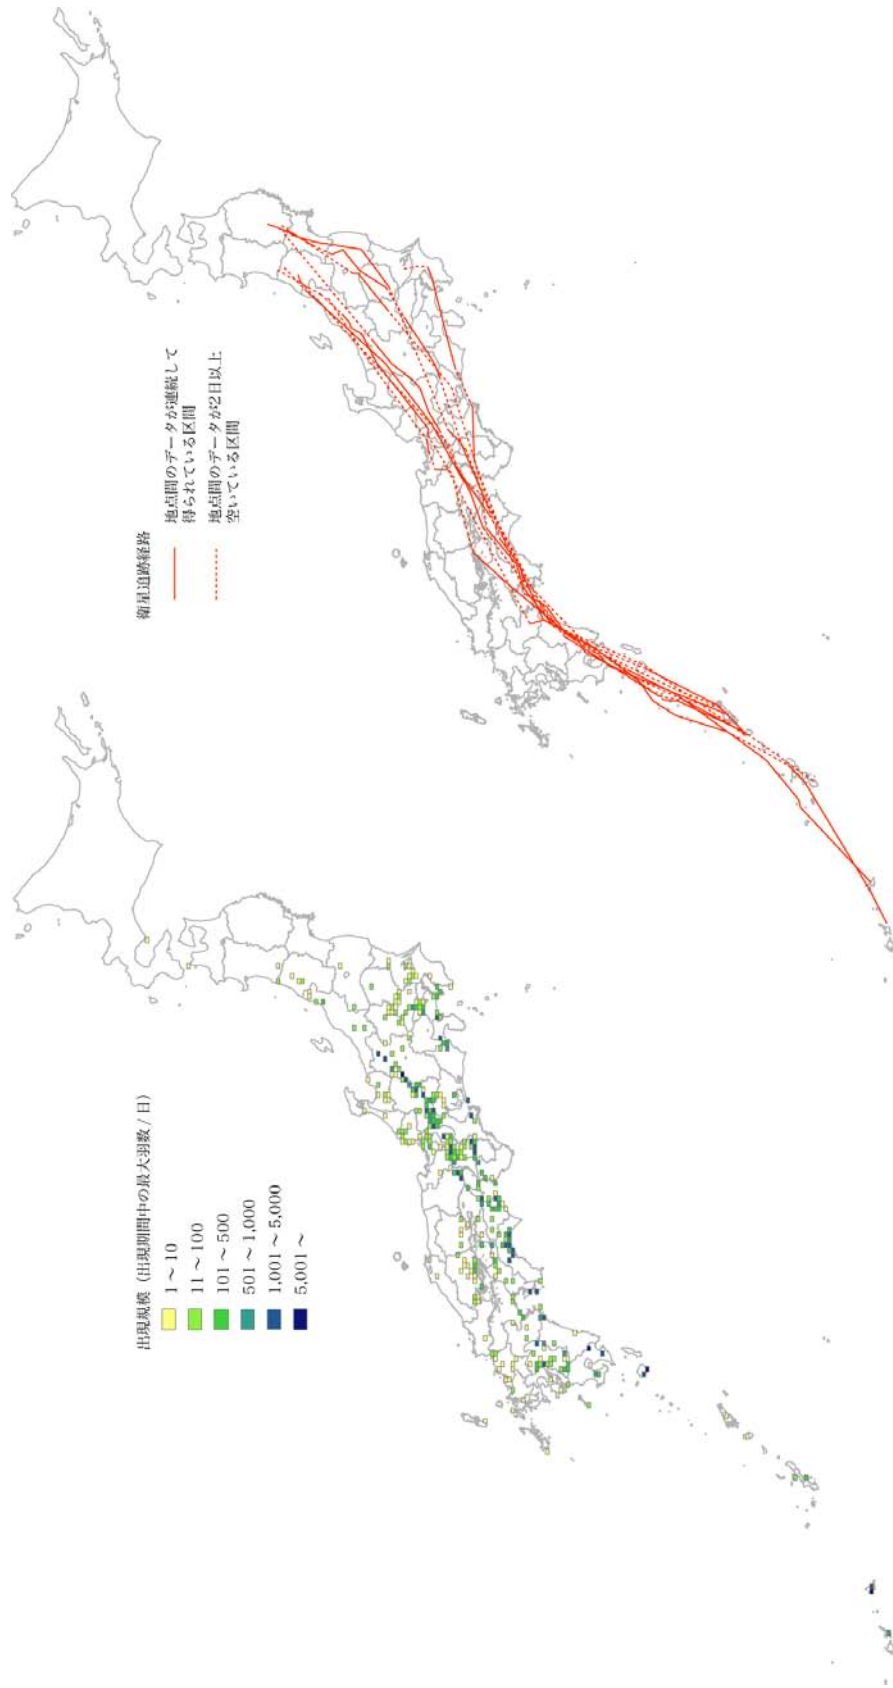 出現規模（出現期間中の最大羽数 / 日）
1 ~ 10
11 ~ 100
101 ~ 500
501 ~ 1,000
1,001 ~ 5,000
5,001 ~
衛星追跡経路
地点間のデータが連続して
得られている区間
地点間のデータが2日以上
空いている区間